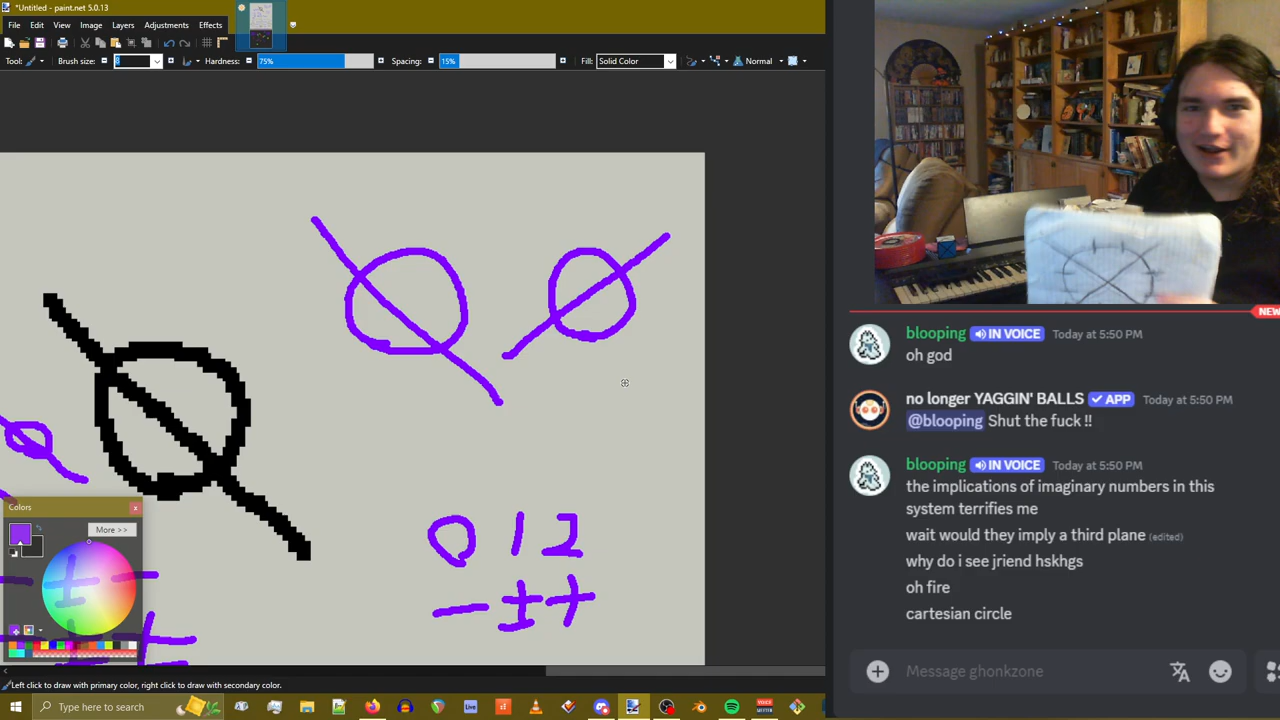 *Untitled - paint.net 5.0.13
File Edit View Image Layers Adjustments Effects
Tool: Brush size: Hardness: 75% Spacing: 15% Fill: Solid Color Normal
Colors
More >>
0 1 2
- ± +
Left click to draw with primary color, right click to draw with secondary color.
Type here to search
NEW
blooping IN VOICE Today at 5:50 PM
oh god
no longer YAGGIN' BALLS APP Today at 5:50 PM
@blooping Shut the fuck !!
blooping IN VOICE Today at 5:50 PM
the implications of imaginary numbers in this
system terrifies me
wait would they imply a third plane (edited)
why do i see jriend hskhgs
oh fire
cartesian circle
Message ghonkzone